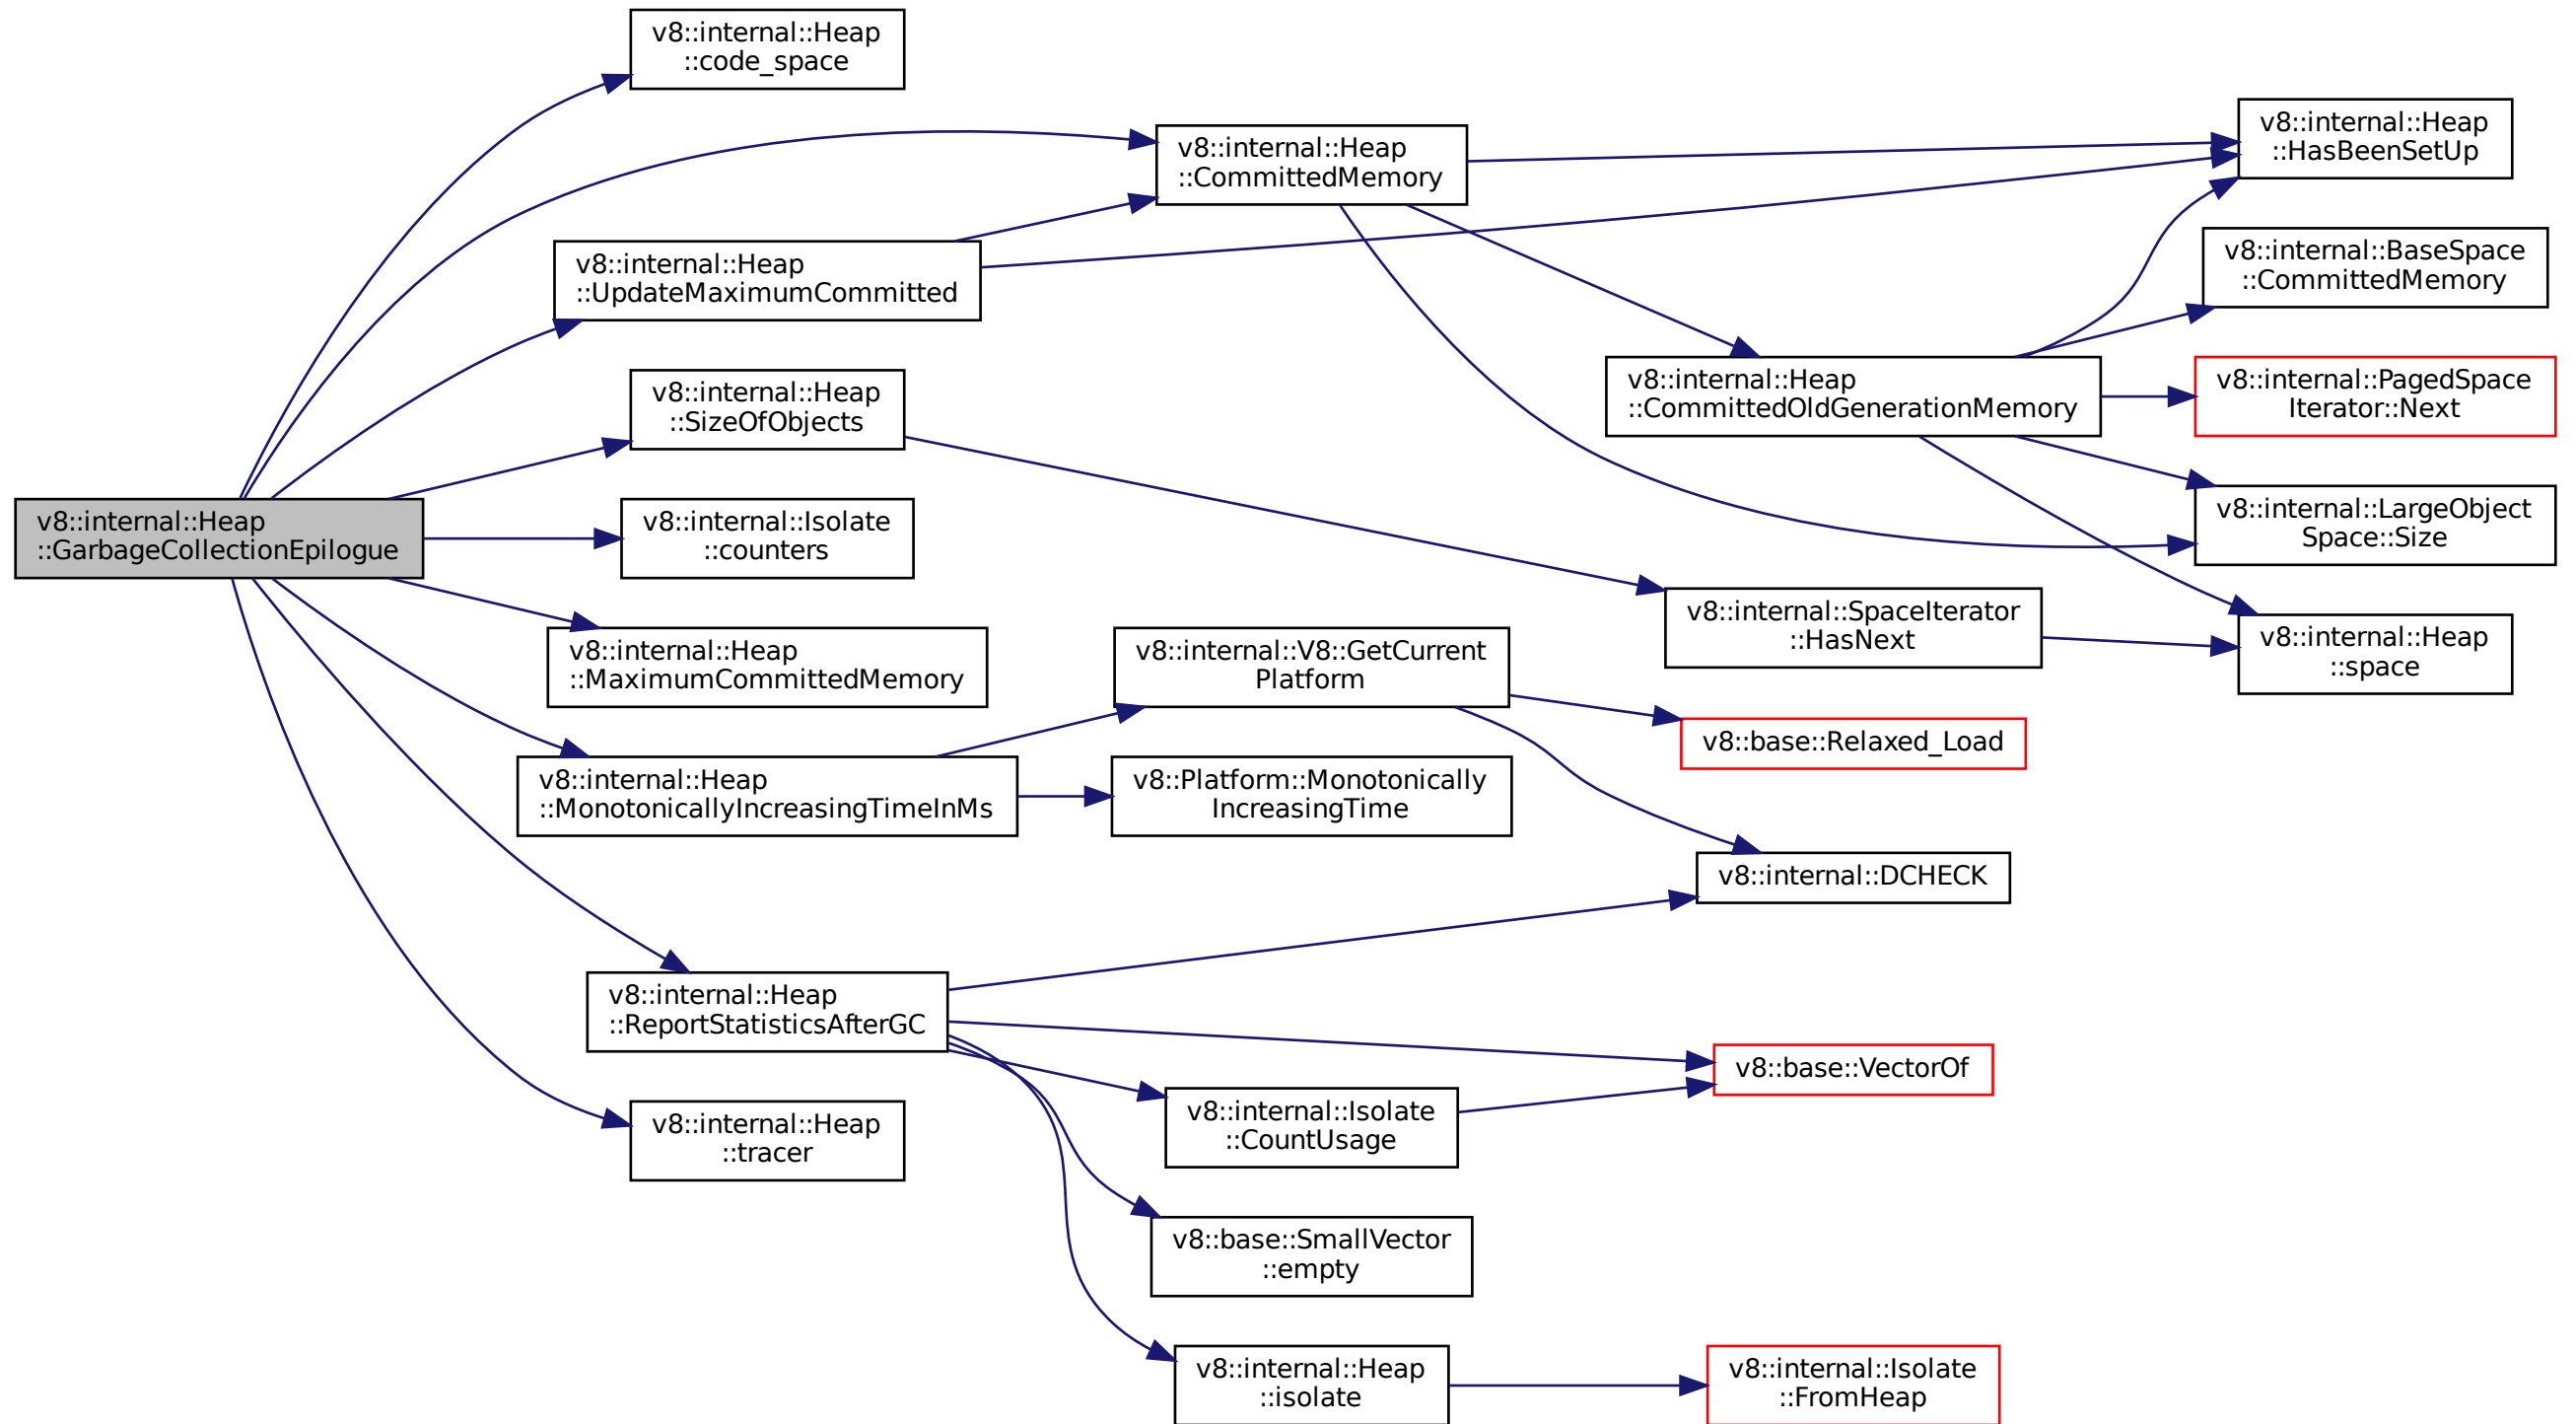 v8::internal::Heap
::code_space
v8::internal::Heap
::HasBeenSetUp
v8::internal::Heap
::CommittedMemory
v8::internal::BaseSpace
::CommittedMemory
v8::internal::Heap
::UpdateMaximumCommitted
v8::internal::Heap
::SizeOfObjects
v8::internal::Heap
::CommittedOldGenerationMemory
v8::internal::PagedSpace
Iterator::Next
v8::internal::Heap
::GarbageCollectionEpilogue
v8::internal::Isolate
::counters
v8::internal::LargeObject
Space::Size
v8::internal::SpaceIterator
::HasNext
v8::internal::Heap
::space
v8::internal::Heap
::MaximumCommittedMemory
v8::internal::V8::GetCurrent
Platform
v8::base::Relaxed_Load
v8::internal::Heap
::MonotonicallyIncreasingTimeInMs
v8::Platform::Monotonically
IncreasingTime
v8::internal::DCHECK
v8::internal::Heap
::ReportStatisticsAfterGC
v8::base::VectorOf
v8::internal::Isolate
::CountUsage
v8::internal::Heap
::tracer
v8::base::SmallVector
::empty
v8::internal::Heap
::isolate
v8::internal::Isolate
::FromHeap